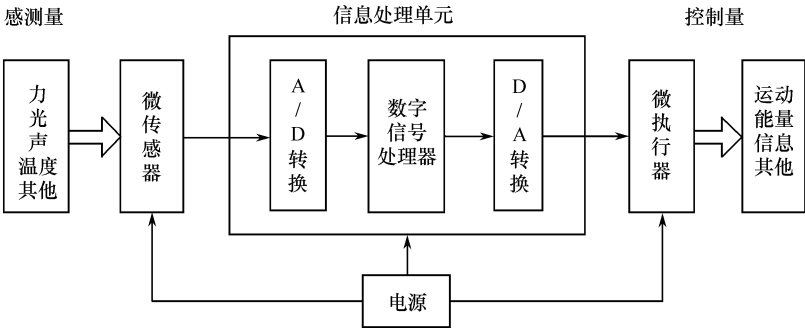 感测量
信息处理单元
控制量
力
光
声
温度
其他
微
传
感
器
A
/
D
转
换
数字
信号
处理器
D
/
A
转
换
微
执
行
器
运动
能量
信息
其他
电源